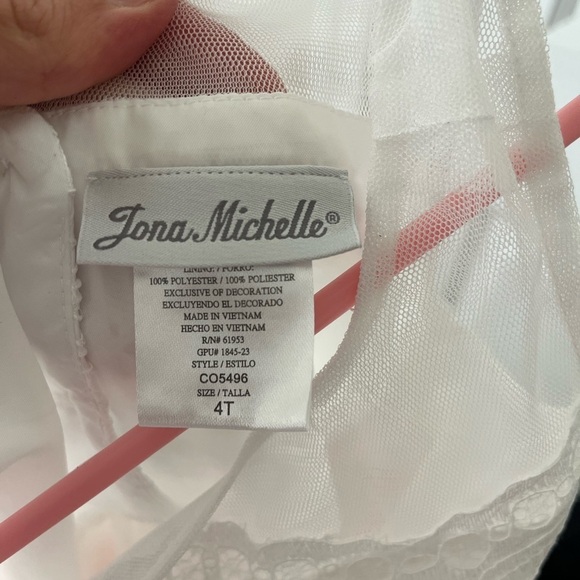 Jona Michelle®
LINING: / FORRO:
100% POLYESTER / 100% POLIESTER
EXCLUSIVE OF DECORATION
EXCLUYENDO EL DECORADO
MADE IN VIETNAM
HECHO EN VIETNAM
R/N# 61953
GPU# 1845-23
STYLE / ESTILO
CO5496
SIZE / TALLA
4T